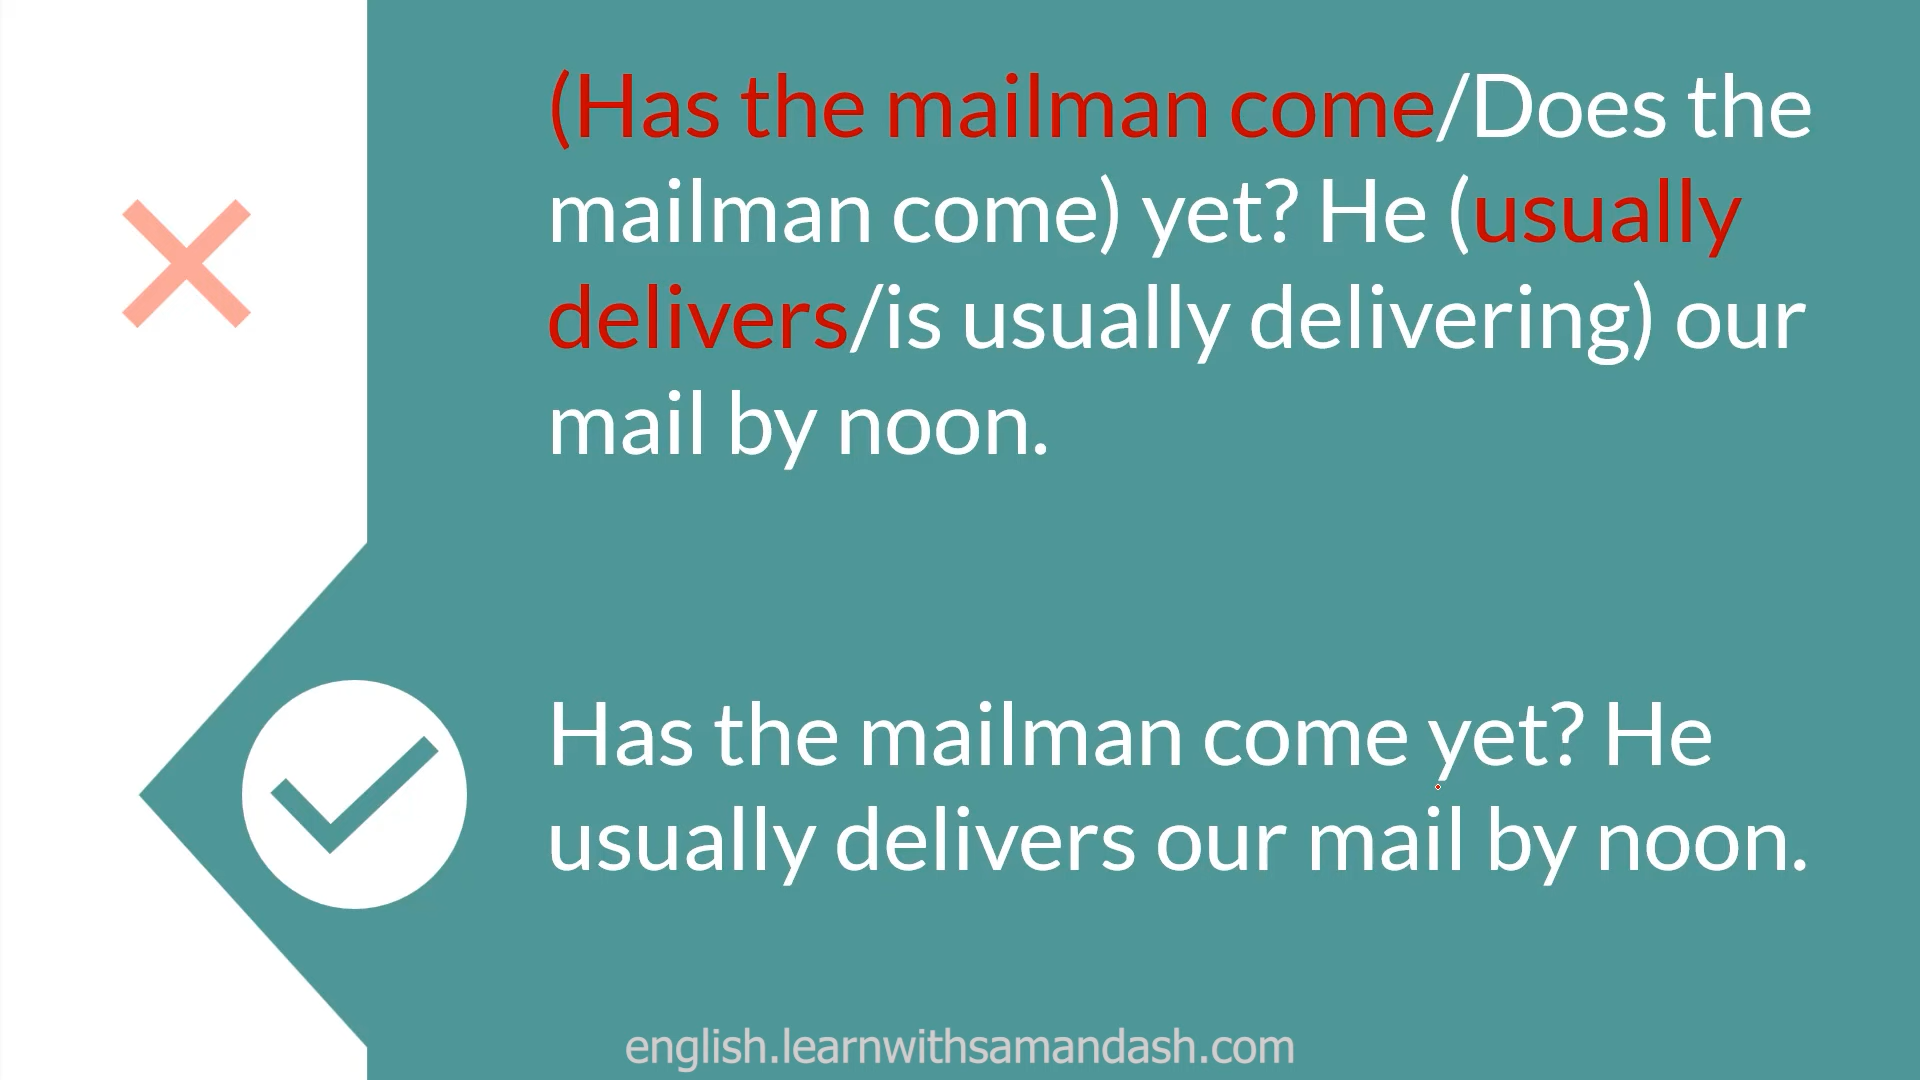 (Has the mailman come/Does the
mailman come) yet? He (usually
delivers/is usually delivering) our
mail by noon.
Has the mailman come yet? He
usually delivers our mail by noon.
english.learnwithsamandash.com